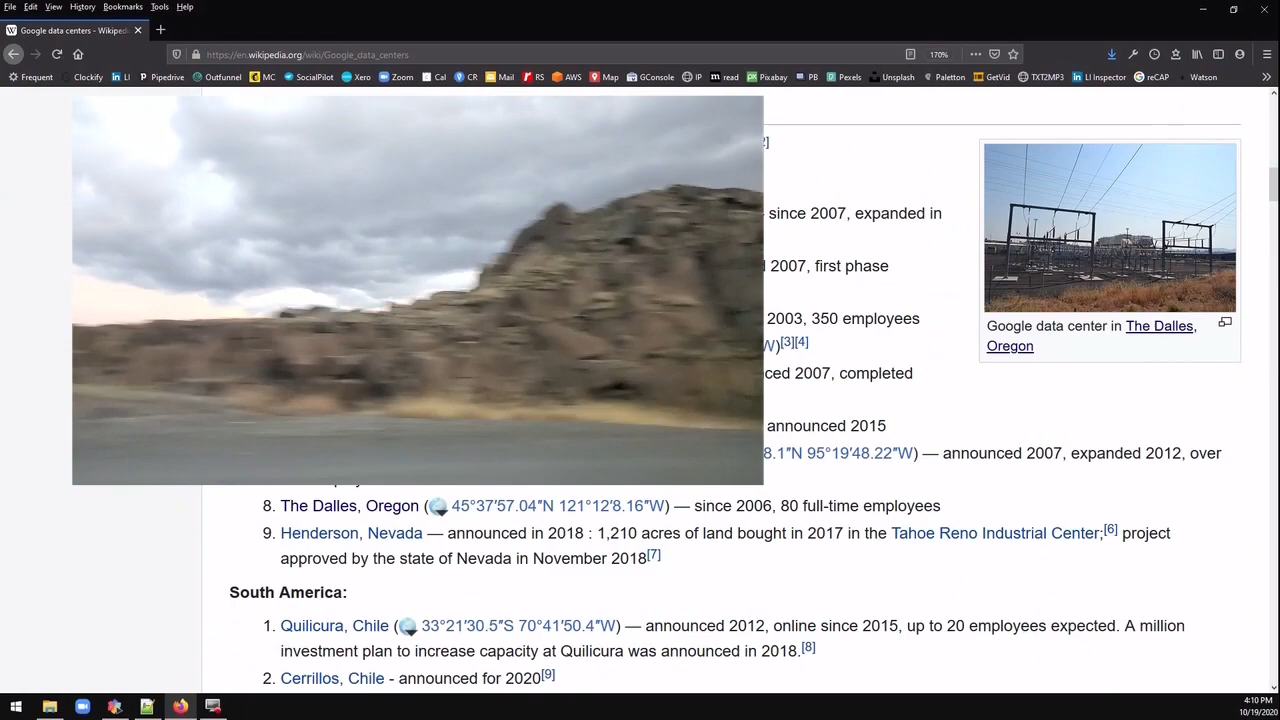 File Edit View History Bookmarks Tools Help
Google data centers - Wikiped
https://en.wikipedia.org/wiki/Google_data_centers
170%
Frequent Clockify LI Pipedrive Outfunnel MC SocialPilot Xero Zoom Cal CR Mail RS AWS Map GConsole IP read Pixabay PB Pexels Unsplash Paletton GetVid TXT2MP3 LI Inspector reCAP Watson
since 2007, expanded in
2007, first phase
2003, 350 employees
W)[3][4]
ced 2007, completed
announced 2015
8.1″N 95°19′48.22″W) — announced 2007, expanded 2012, over
8. The Dalles, Oregon (45°37′57.04″N 121°12′8.16″W) — since 2006, 80 full-time employees
9. Henderson, Nevada — announced in 2018 : 1,210 acres of land bought in 2017 in the Tahoe Reno Industrial Center;[6] project
approved by the state of Nevada in November 2018[7]
Google data center in The Dalles,
Oregon
South America:
1. Quilicura, Chile (33°21′30.5″S 70°41′50.4″W) — announced 2012, online since 2015, up to 20 employees expected. A million
investment plan to increase capacity at Quilicura was announced in 2018.[8]
2. Cerrillos, Chile - announced for 2020[9]
4:10 PM
10/19/2020